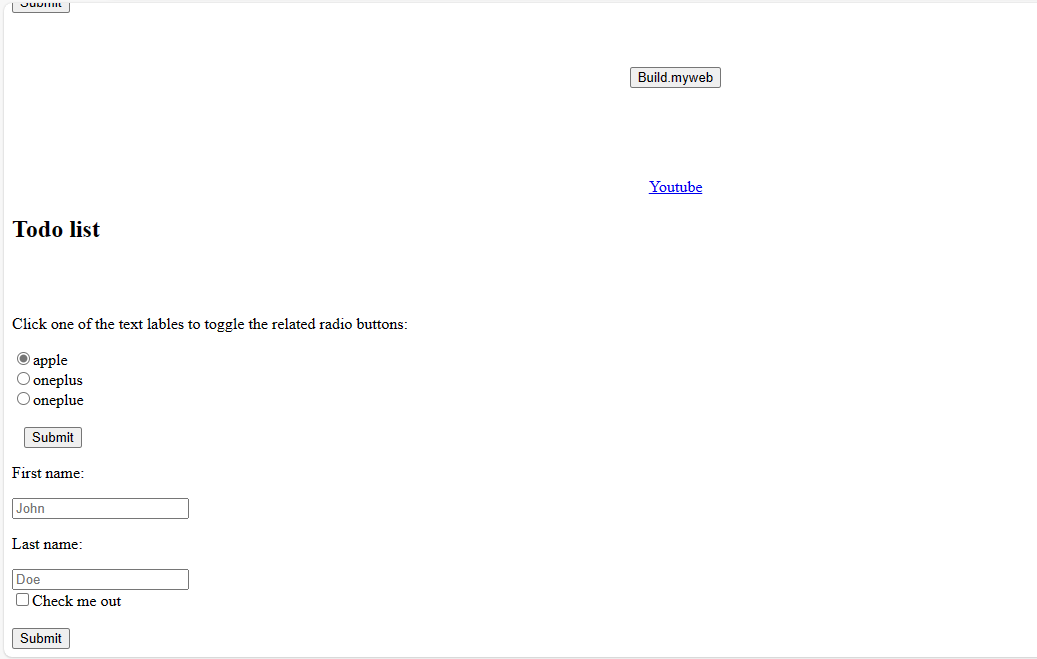 Submit
Build.myweb
Youtube
Todo list
Click one of the text lables to toggle the related radio buttons:
apple
oneplus
oneplue
Submit
First name:
John
Last name:
Doe
Check me out
Submit